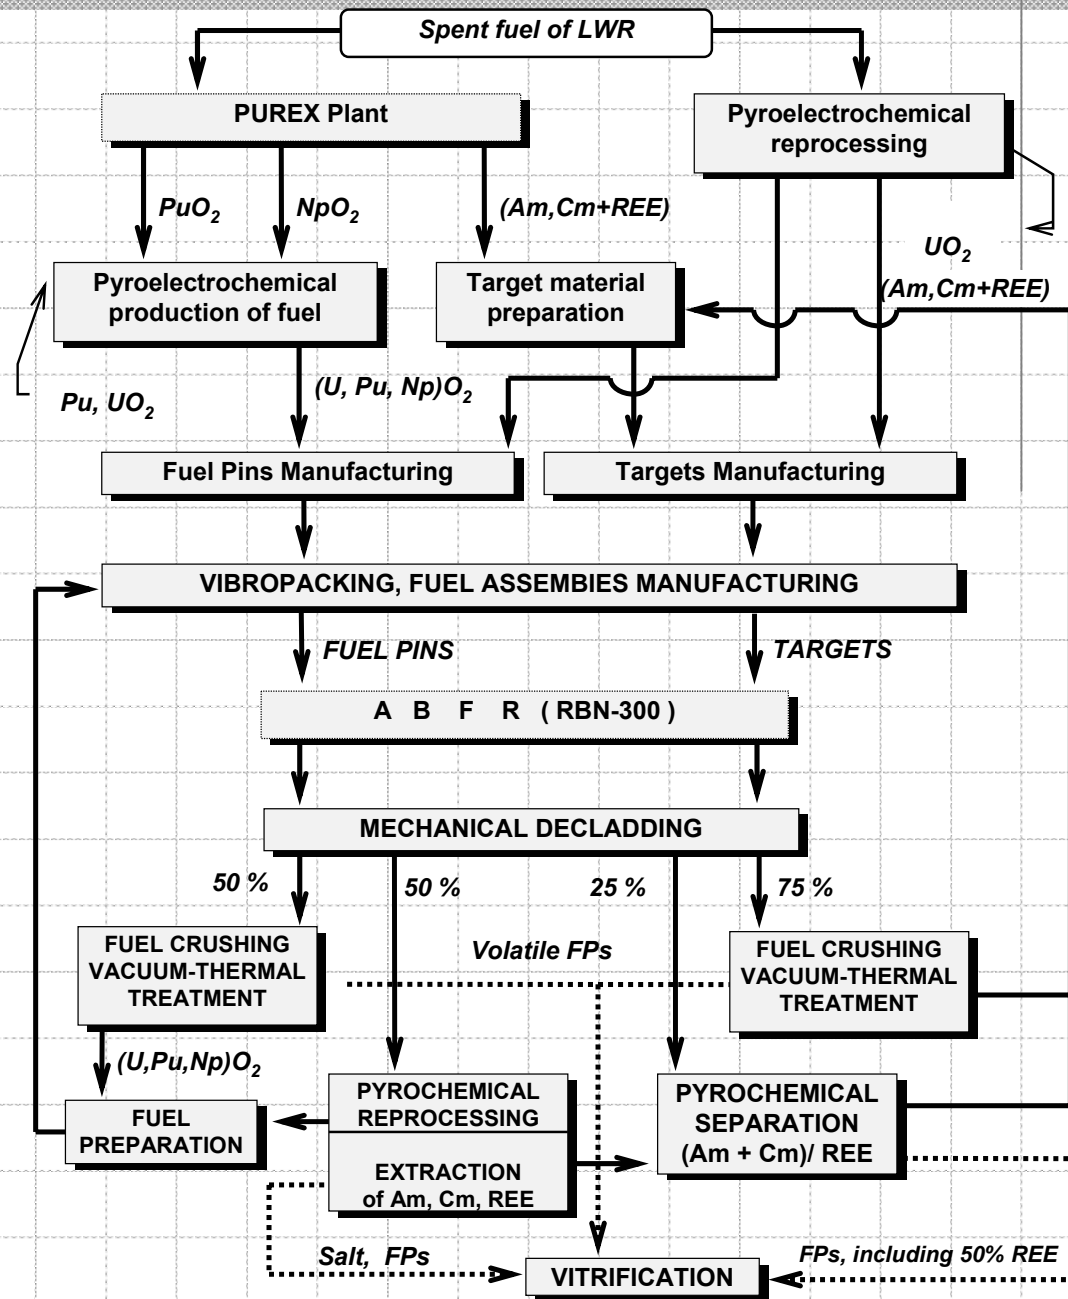 Spent fuel of LWR
PUREX Plant
Pyroelectrochemical
reprocessing
PuO2
NpO2
(Am,Cm+REE)
UO2
(Am,Cm+REE)
Pyroelectrochemical
production of fuel
Target material
preparation
Pu, UO2
(U, Pu, Np)O2
Fuel Pins Manufacturing
Targets Manufacturing
VIBROPACKING, FUEL ASSEMBIES MANUFACTURING
FUEL PINS
TARGETS
A B F R ( RBN-300 )
MECHANICAL DECLADDING
50 %
50 %
25 %
75 %
FUEL CRUSHING
VACUUM-THERMAL
TREATMENT
Volatile FPs
FUEL CRUSHING
VACUUM-THERMAL
TREATMENT
(U,Pu,Np)O2
FUEL
PREPARATION
PYROCHEMICAL
REPROCESSING
EXTRACTION
of Am, Cm, REE
PYROCHEMICAL
SEPARATION
(Am + Cm)/ REE
Salt, FPs
VITRIFICATION
FPs, including 50% REE